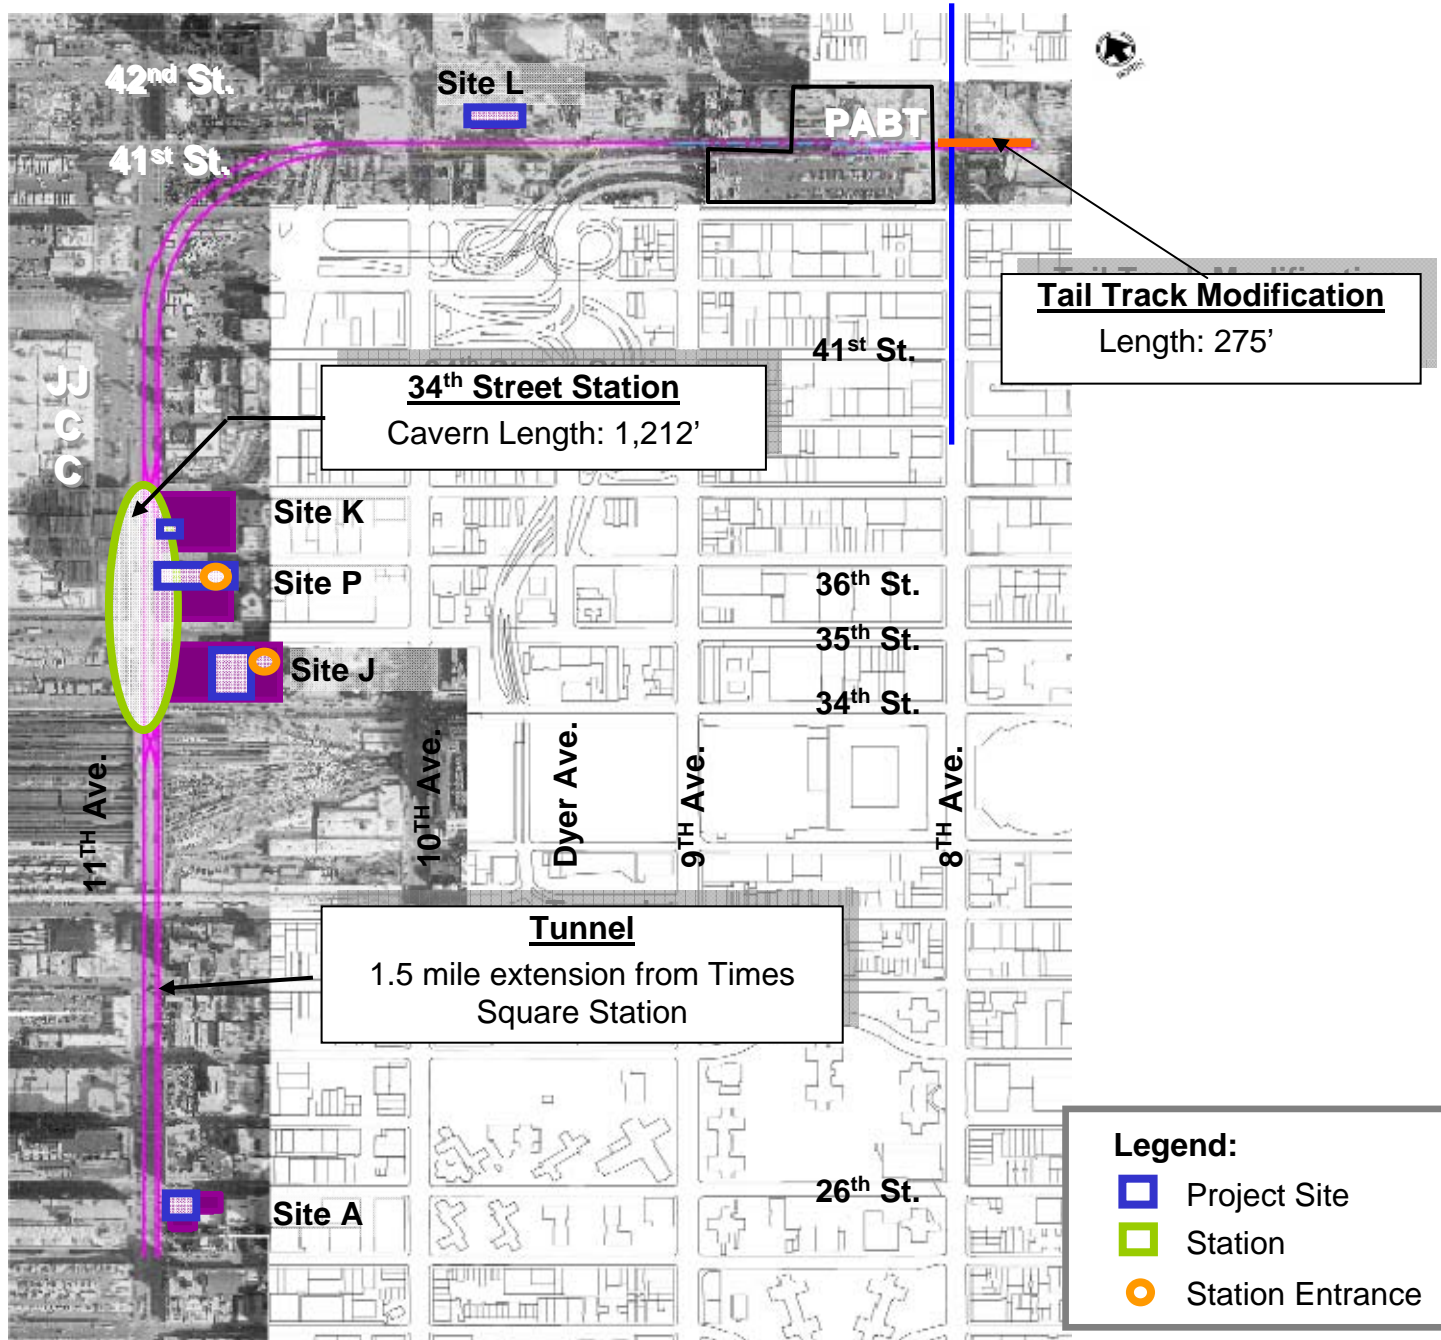 42nd St.
Site L
PABT
41st St.
Tail Track Modification
Length: 275’
41st St.
34th Street Station
Cavern Length: 1,212’
JJ
C
C
Site K
Site P
36th St.
35th St.
Site J
34th St.
11TH Ave.
10TH Ave.
Dyer Ave.
9TH Ave.
8TH Ave.
Tunnel
1.5 mile extension from Times
Square Station
26th St.
Site A
Legend:
Project Site
Station
Station Entrance